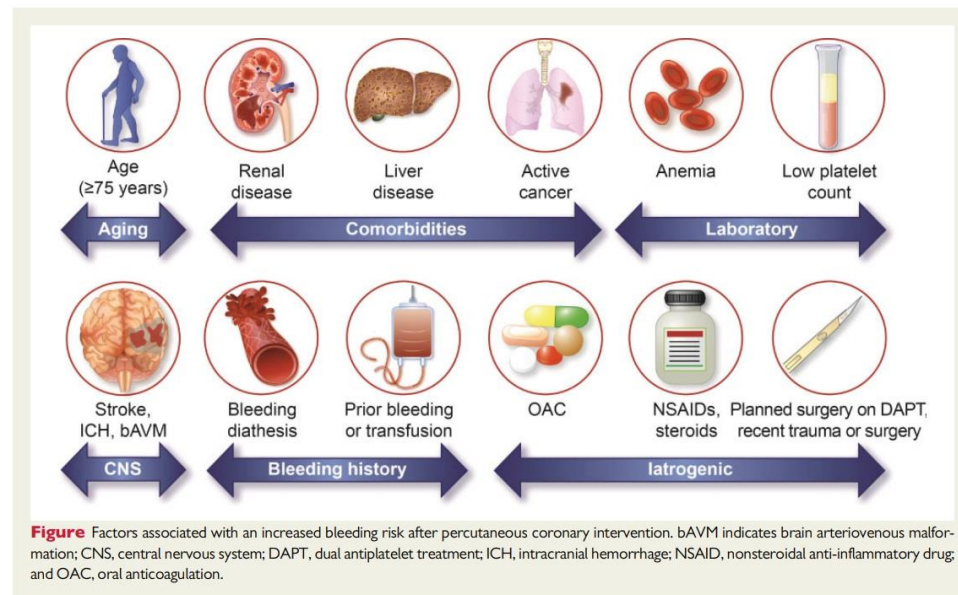 Age
(≥75 years)
Renal
disease
Liver
disease
Active
cancer
Anemia
Low platelet
count
Aging
Comorbidities
Laboratory
Stroke,
ICH, bAVM
Bleeding
diathesis
Prior bleeding
or transfusion
OAC
NSAIDs,
steroids
Planned surgery on DAPT,
recent trauma or surgery
CNS
Bleeding history
Iatrogenic
Figure Factors associated with an increased bleeding risk after percutaneous coronary intervention. bAVM indicates brain arteriovenous malfor-
mation; CNS, central nervous system; DAPT, dual antiplatelet treatment; ICH, intracranial hemorrhage; NSAID, nonsteroidal anti-inflammatory drug;
and OAC, oral anticoagulation.